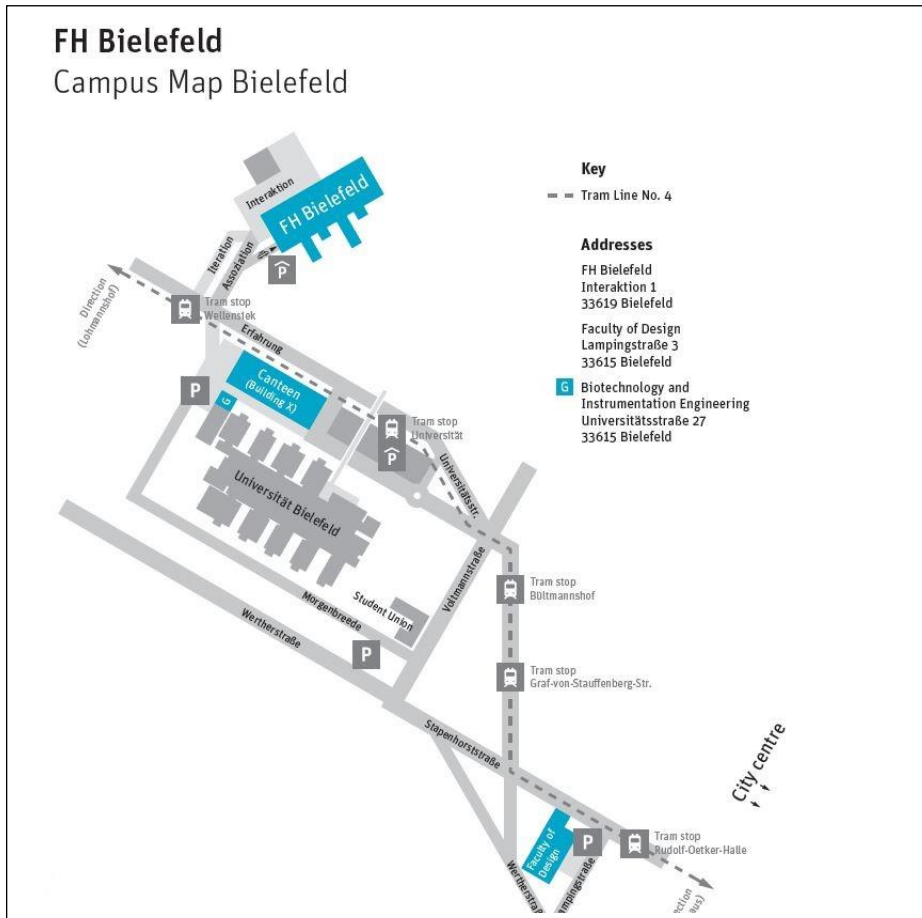 FH Bielefeld
Campus Map Bielefeld
Key
Tram Line No. 4
Addresses
FH Bielefeld
Interaktion 1
33619 Bielefeld
Faculty of Design
Lampingstraße 3
33615 Bielefeld
G Biotechnology and
Instrumentation Engineering
Universitätsstraße 27
33615 Bielefeld
Interaktion
FH Bielefeld
Iteration
Assoziation
P
Direction
(Lohmannshof)
Tram stop
Wellensiek
Erfahrung
P
Canteen
(Building X)
G
Tram stop
Universität
P
Universitätsstr.
Universität Bielefeld
Voltmannstraße
Tram stop
Bültmannshof
Morgenbreede
Student Union
Wertherstraße
P
Tram stop
Graf-von-Stauffenberg-Str.
Stapenhorststraße
City centre
Faculty of
Design
P
Tram stop
Rudolf-Oetker-Halle